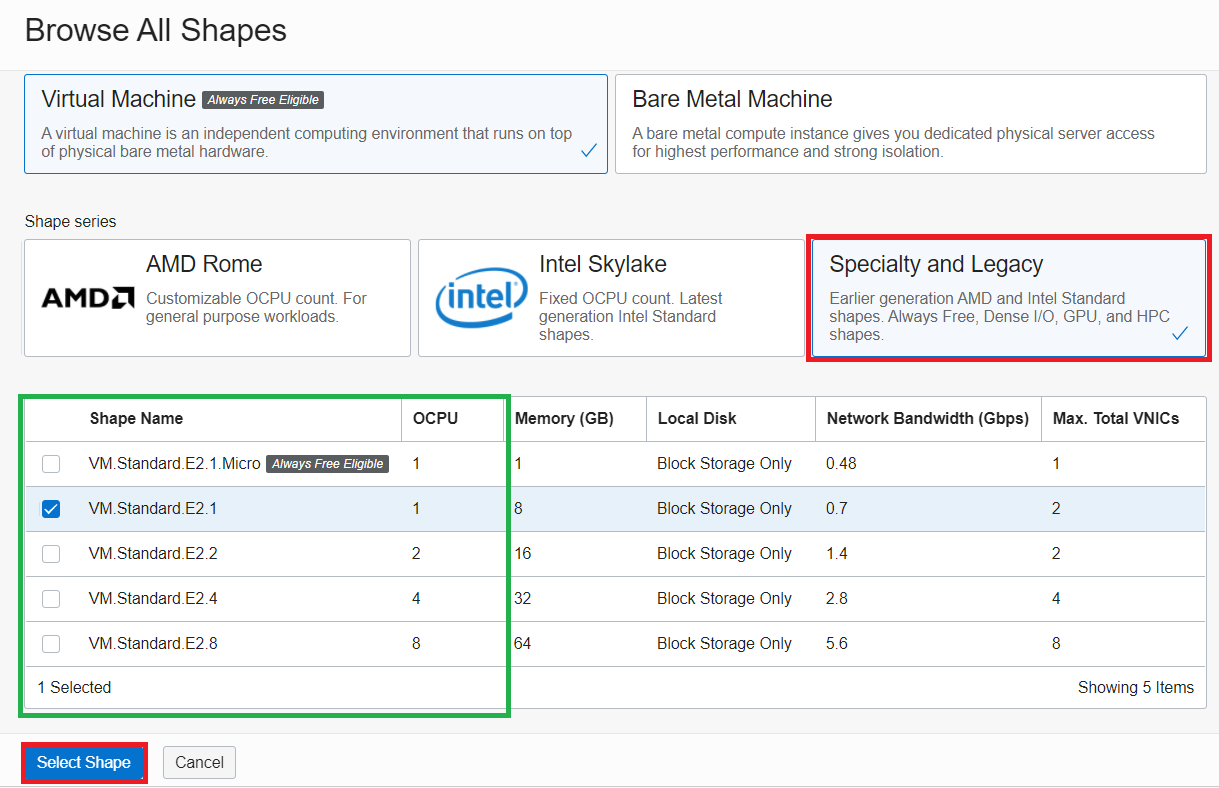 Browse All Shapes
Virtual Machine Always Free Eligible
A virtual machine is an independent computing environment that runs on top
of physical bare metal hardware.
Bare Metal Machine
A bare metal compute instance gives you dedicated physical server access
for highest performance and strong isolation.
Shape series
AMD
AMD Rome
Customizable OCPU count. For
general purpose workloads.
intel
Intel Skylake
Fixed OCPU count. Latest
generation Intel Standard
shapes.
Specialty and Legacy
Earlier generation AMD and Intel Standard
shapes. Always Free, Dense I/O, GPU, and HPC
shapes.
Shape Name OCPU Memory (GB) Local Disk Network Bandwidth (Gbps) Max. Total VNICs
VM.Standard.E2.1.Micro Always Free Eligible 1 1 Block Storage Only 0.48 1
VM.Standard.E2.1 1 8 Block Storage Only 0.7 2
VM.Standard.E2.2 2 16 Block Storage Only 1.4 2
VM.Standard.E2.4 4 32 Block Storage Only 2.8 4
VM.Standard.E2.8 8 64 Block Storage Only 5.6 8
1 Selected Showing 5 Items
Select Shape Cancel